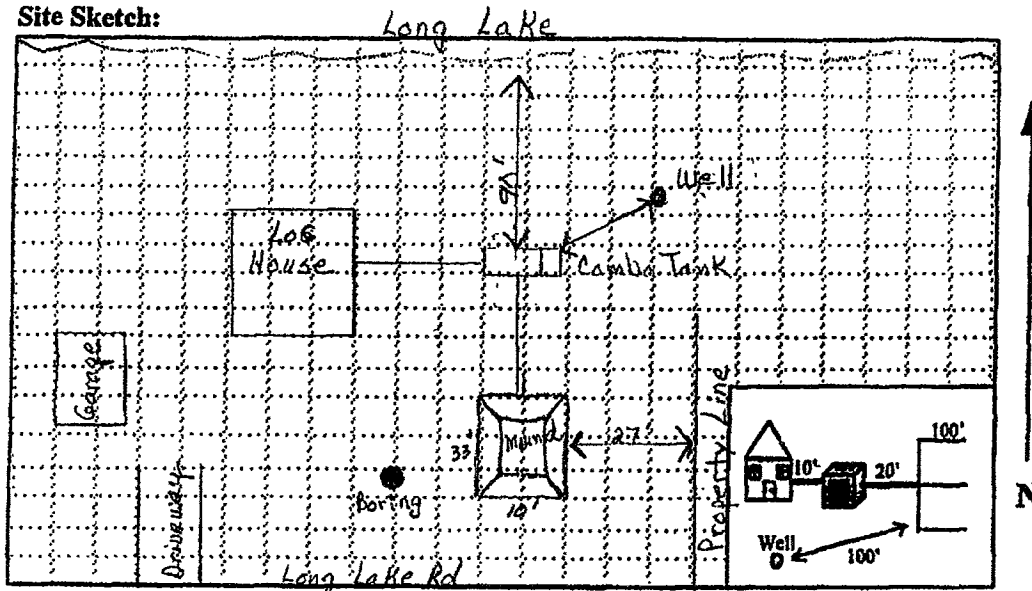 Site Sketch:
Long Lake
90'
Well
LoG
House
Combo Tank
Garage
Mound
33'
27
10'
Boring
Driveway
Property Line
Long Lake Rd
10'
20'
100'
Well
100'
N